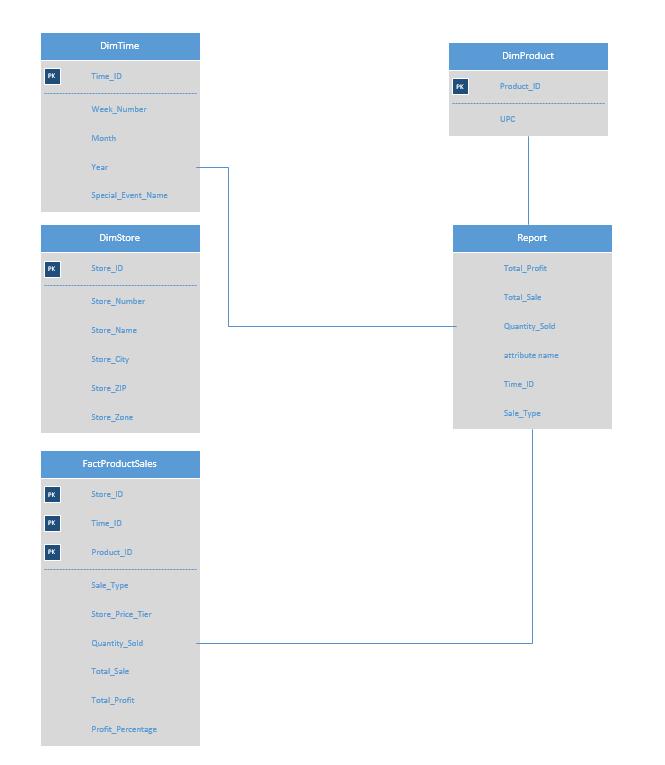 DimTime
PK Time_ID
Week_Number
Month
Year
Special_Event_Name
DimStore
PK Store_ID
Store_Number
Store_Name
Store_City
Store_ZIP
Store_Zone
FactProductSales
PK Store_ID
PK Time_ID
PK Product_ID
Sale_Type
Store_Price_Tier
Quantity_Sold
Total_Sale
Total_Profit
Profit_Percentage
DimProduct
PK Product_ID
UPC
Report
Total_Profit
Total_Sale
Quantity_Sold
attribute name
Time_ID
Sale_Type